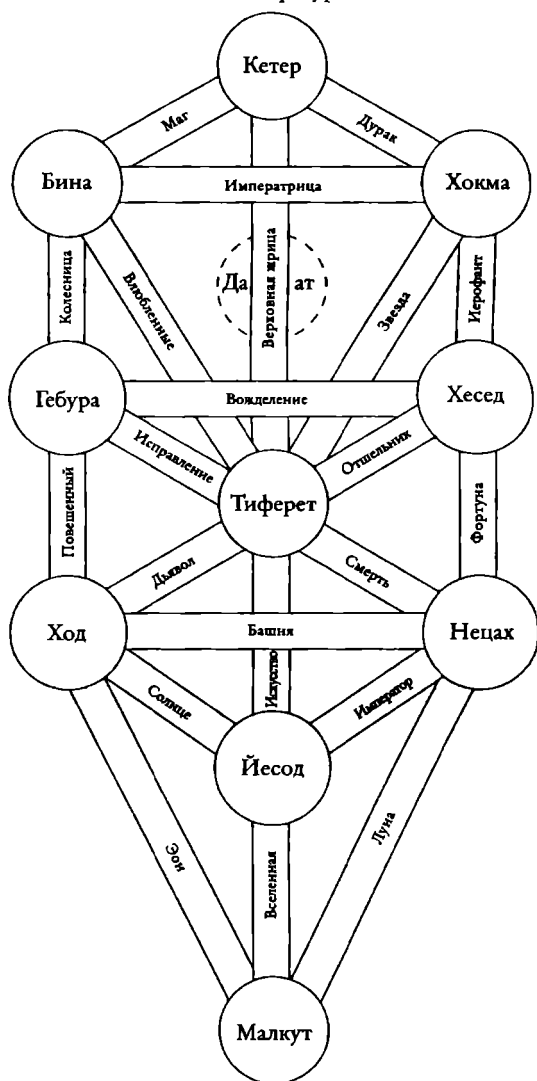 Кетер
Маг
Дурак
Бина
Императрица
Хокма
Колесница
Влюбленные
Да ат
Верховная жрица
Звезда
Иерофант
Гебура
Вожделение
Хесед
Исправление
Отшельник
Повешенный
Тиферет
Фортуна
Дьявол
Смерть
Ход
Башня
Нецах
Солнце
Искусство
Император
Йесод
Эон
Вселенная
Луна
Малкут